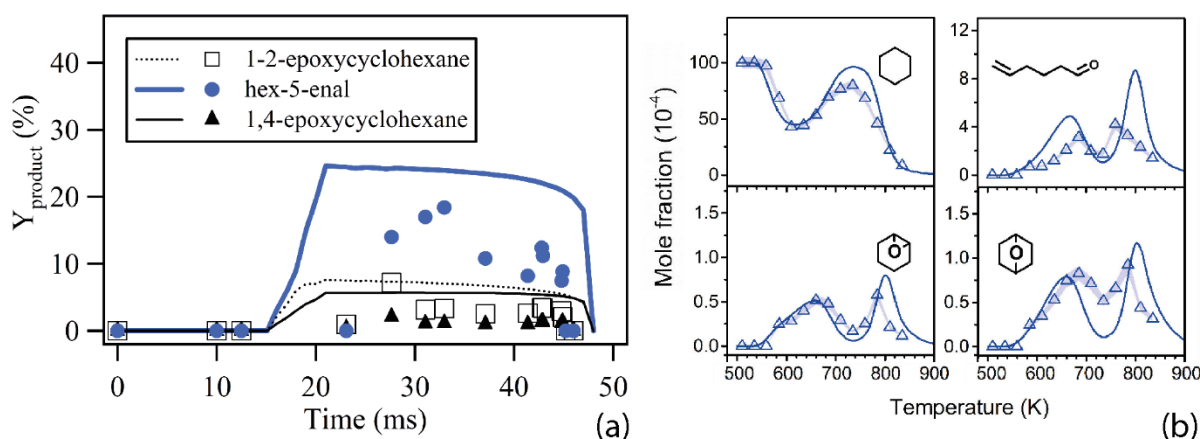 Y product (%)
40
30
20
10
0
1-2-epoxycyclohexane
hex-5-enal
1,4-epoxycyclohexane
0 10 20 30 40 50
Time (ms)
(a)
Mole fraction (10⁻⁴)
100
50
0
12
8
4
0
O
1.5
1.0
0.5
0.0
O
1.5
1.0
0.5
0.0
O
500 600 700 800 900
500 600 700 800 900
Temperature (K)
(b)